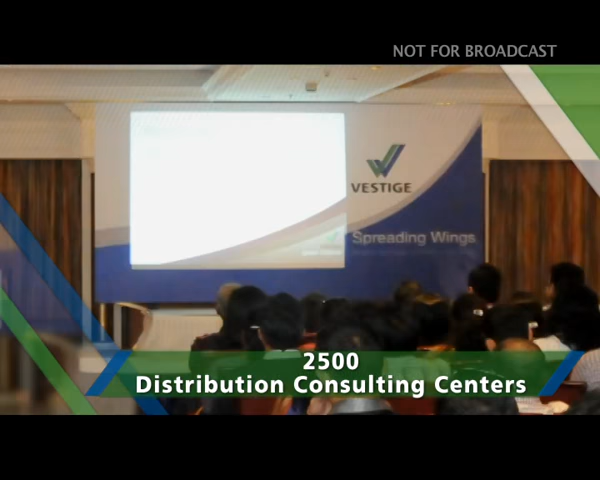 NOT FOR BROADCAST
VESTIGE
Spreading Wings
2500
Distribution Consulting Centers